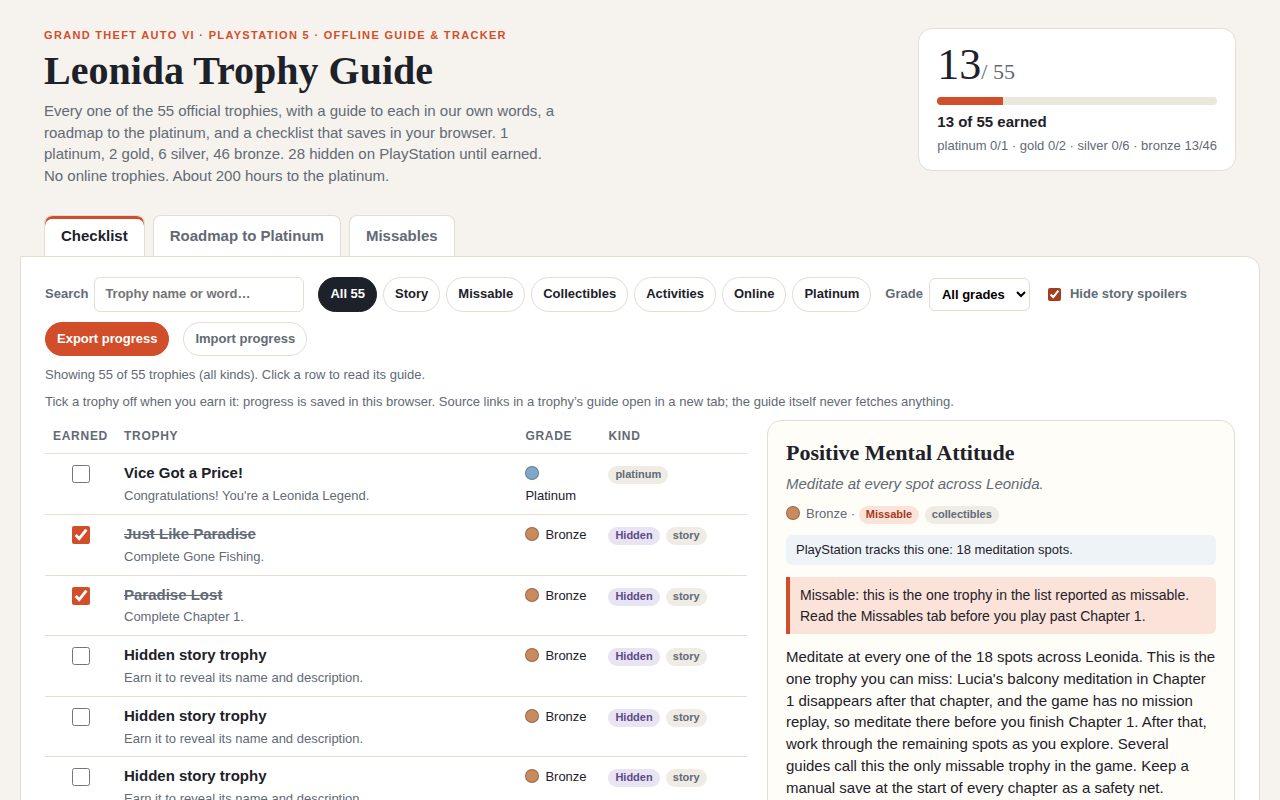 GRAND THEFT AUTO VI · PLAYSTATION 5 · OFFLINE GUIDE & TRACKER
Leonida Trophy Guide
Every one of the 55 official trophies, with a guide to each in our own words, a
roadmap to the platinum, and a checklist that saves in your browser. 1
platinum, 2 gold, 6 silver, 46 bronze. 28 hidden on PlayStation until earned.
No online trophies. About 200 hours to the platinum.
13/ 55
13 of 55 earned
platinum 0/1 · gold 0/2 · silver 0/6 · bronze 13/46
Checklist
Roadmap to Platinum
Missables
Search Trophy name or word… All 55 Story Missable Collectibles Activities Online Platinum Grade All grades Hide story spoilers
Export progress Import progress
Showing 55 of 55 trophies (all kinds). Click a row to read its guide.
Tick a trophy off when you earn it: progress is saved in this browser. Source links in a trophy’s guide open in a new tab; the guide itself never fetches anything.
EARNED TROPHY GRADE KIND
Vice Got a Price! platinum
Congratulations! You're a Leonida Legend. Platinum
Just Like Paradise Bronze Hidden story
Complete Gone Fishing.
Paradise Lost Bronze Hidden story
Complete Chapter 1.
Hidden story trophy Bronze Hidden story
Earn it to reveal its name and description.
Hidden story trophy Bronze Hidden story
Earn it to reveal its name and description.
Hidden story trophy Bronze Hidden story
Earn it to reveal its name and description.
Positive Mental Attitude
Meditate at every spot across Leonida.
Bronze · Missable collectibles
PlayStation tracks this one: 18 meditation spots.
Missable: this is the one trophy in the list reported as missable.
Read the Missables tab before you play past Chapter 1.
Meditate at every one of the 18 spots across Leonida. This is the
one trophy you can miss: Lucia's balcony meditation in Chapter
1 disappears after that chapter, and the game has no mission
replay, so meditate there before you finish Chapter 1. After that,
work through the remaining spots as you explore. Several
guides call this the only missable trophy in the game. Keep a
manual save at the start of every chapter as a safety net.